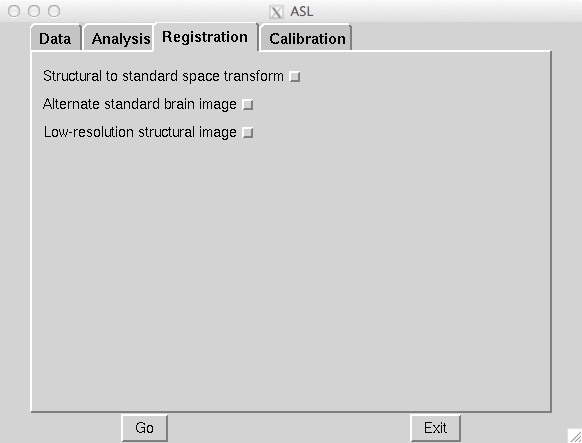 ASL
Data Analysis Registration Calibration
Structural to standard space transform
Alternate standard brain image
Low-resolution structural image
Go Exit